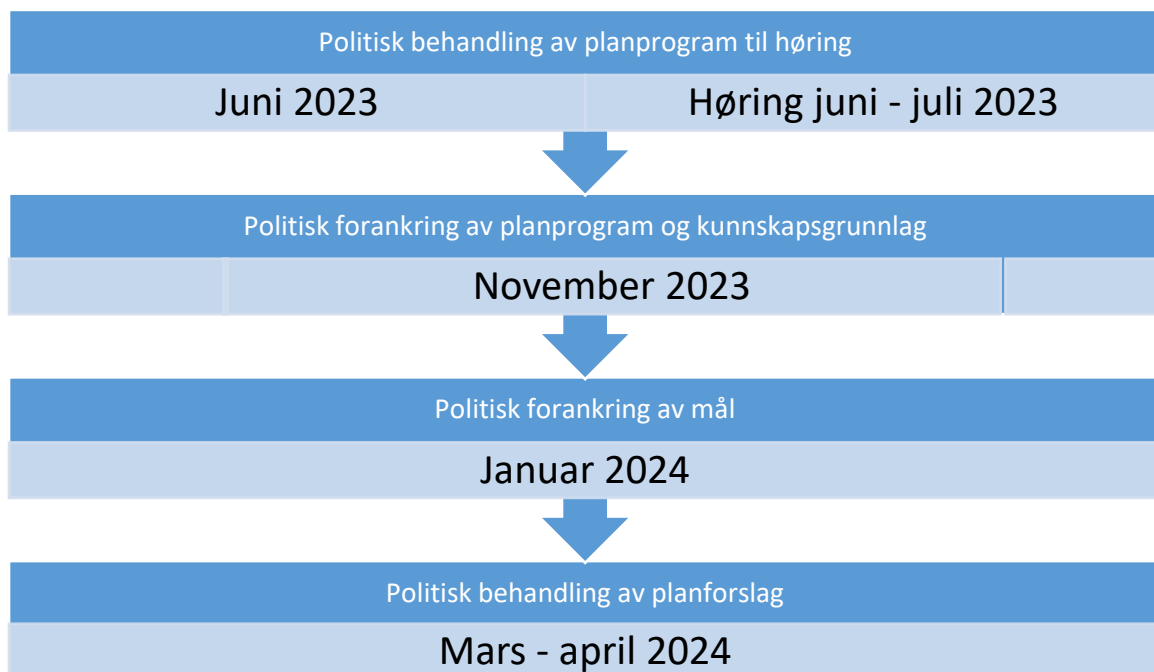 Politisk behandling av planprogram til høring
Juni 2023
Høring juni - juli 2023
Politisk forankring av planprogram og kunnskapsgrunnlag
November 2023
Politisk forankring av mål
Januar 2024
Politisk behandling av planforslag
Mars - april 2024